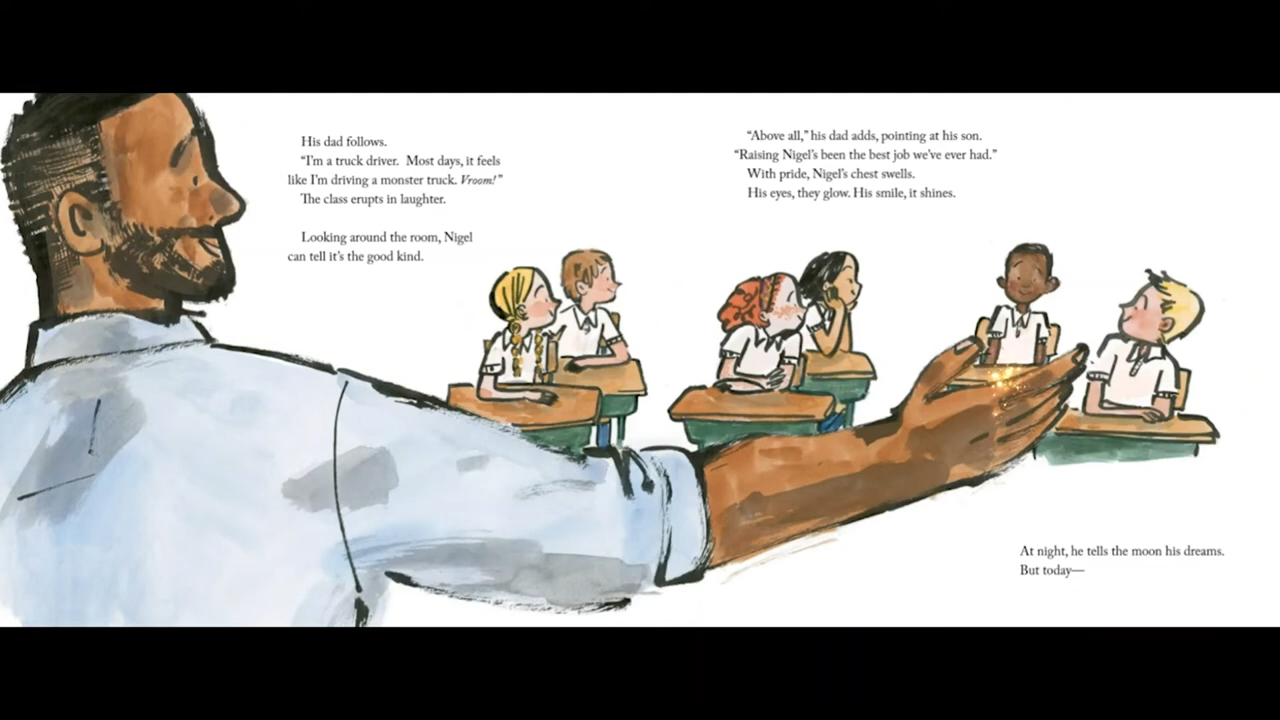 His dad follows.
“I’m a truck driver. Most days, it feels
like I’m driving a monster truck. Vroom!”
The class erupts in laughter.
Looking around the room, Nigel
can tell it’s the good kind.
“Above all,” his dad adds, pointing at his son.
“Raising Nigel’s been the best job we’ve ever had.”
With pride, Nigel’s chest swells.
His eyes, they glow. His smile, it shines.
At night, he tells the moon his dreams.
But today—